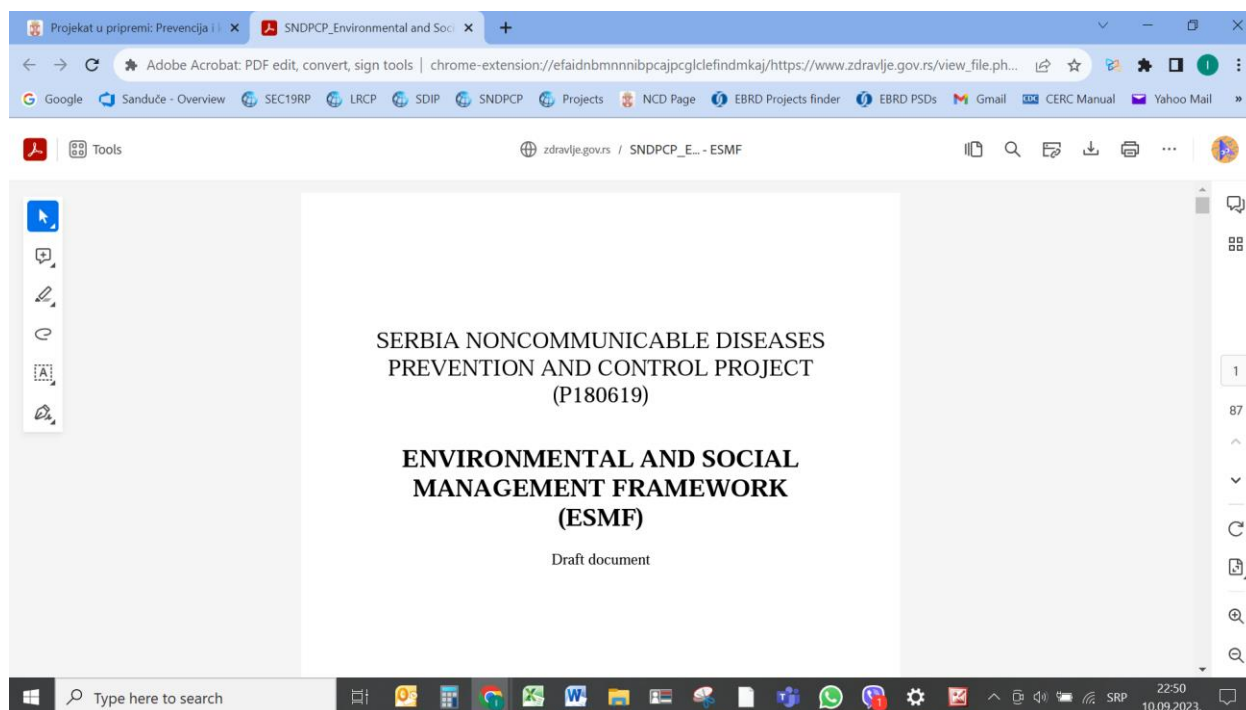 Projekat u pripremi: Prevencija i
SNDPCP_Environmental and Soci
Adobe Acrobat: PDF edit, convert, sign tools | chrome-extension://efaidnbmnnnibpcajpcglclefindmkaj/https://www.zdravlje.gov.rs/view_file.ph...
Google Sanduče - Overview SEC19RP LRCP SDIP SNDPCP Projects NCD Page EBRD Projects finder EBRD PSDs Gmail CERC Manual Yahoo Mail »
Tools
zdravlje.gov.rs / SNDPCP_E... - ESMF
SERBIA NONCOMMUNICABLE DISEASES
PREVENTION AND CONTROL PROJECT
(P180619)
1
87
ENVIRONMENTAL AND SOCIAL
MANAGEMENT FRAMEWORK
(ESMF)
Draft document
Type here to search
SRP
22:50
10.09.2023.